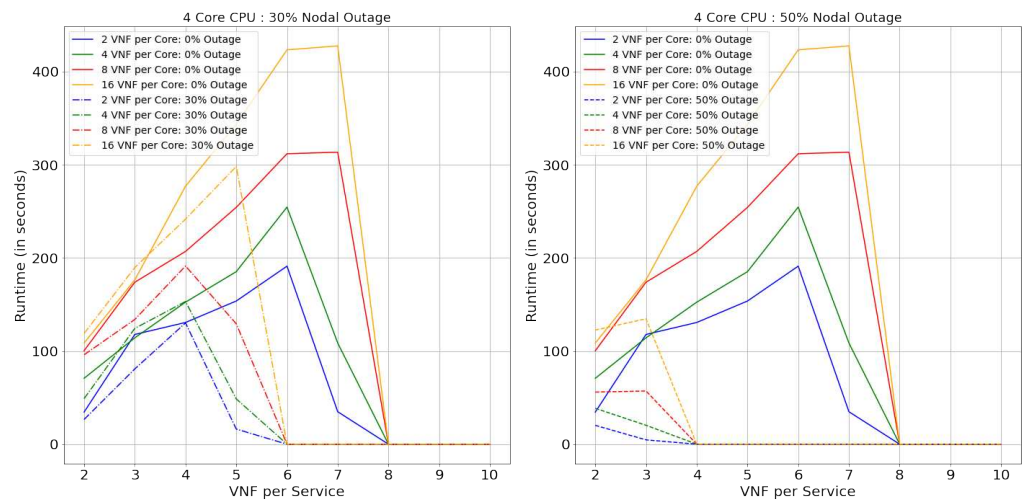 4 Core CPU : 30% Nodal Outage
2 VNF per Core: 0% Outage
4 VNF per Core: 0% Outage
8 VNF per Core: 0% Outage
16 VNF per Core: 0% Outage
2 VNF per Core: 30% Outage
4 VNF per Core: 30% Outage
8 VNF per Core: 30% Outage
16 VNF per Core: 30% Outage
Runtime (in seconds)
400
300
200
100
0
2 3 4 5 6 7 8 9 10
VNF per Service
4 Core CPU : 50% Nodal Outage
2 VNF per Core: 0% Outage
4 VNF per Core: 0% Outage
8 VNF per Core: 0% Outage
16 VNF per Core: 0% Outage
2 VNF per Core: 50% Outage
4 VNF per Core: 50% Outage
8 VNF per Core: 50% Outage
16 VNF per Core: 50% Outage
Runtime (in seconds)
400
300
200
100
0
2 3 4 5 6 7 8 9 10
VNF per Service